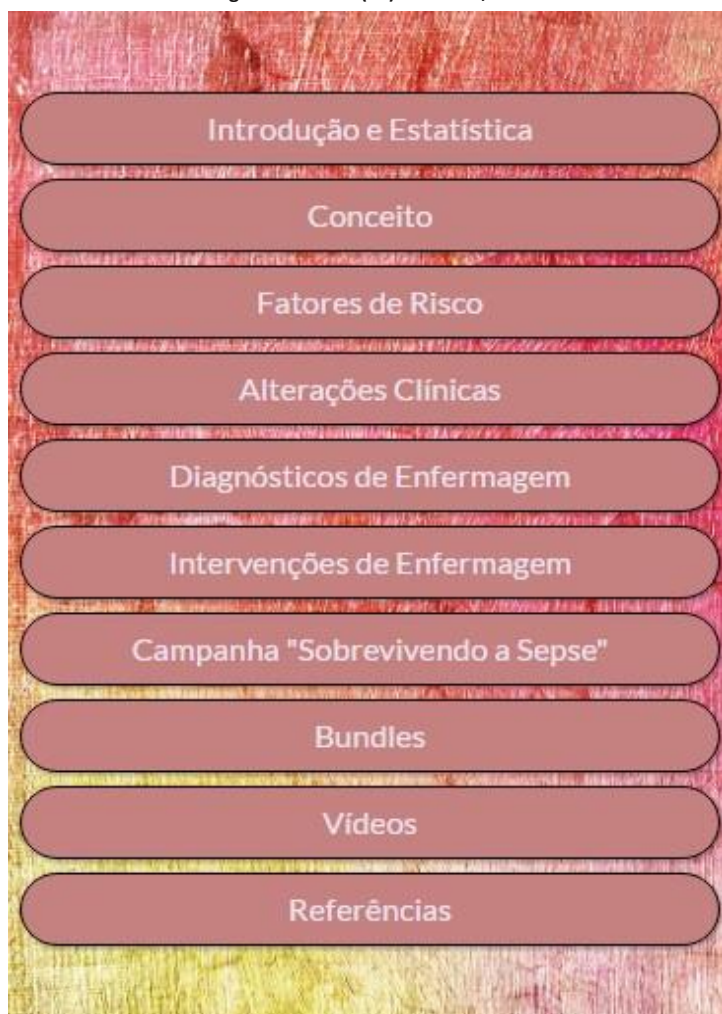 Introdução e Estatística
Conceito
Fatores de Risco
Alterações Clínicas
Diagnósticos de Enfermagem
Intervenções de Enfermagem
Campanha "Sobrevivendo a Sepse"
Bundles
Vídeos
Referências